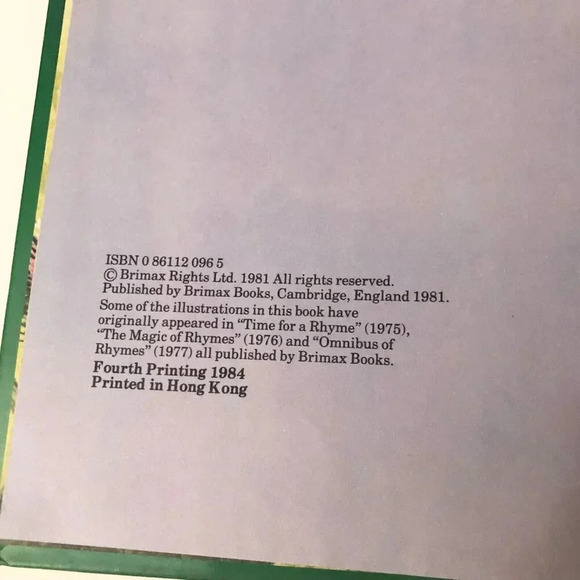 ISBN 0 86112 096 5
© Brimax Rights Ltd. 1981 All rights reserved.
Published by Brimax Books, Cambridge, England 1981.
Some of the illustrations in this book have
originally appeared in “Time for a Rhyme” (1975),
“The Magic of Rhymes” (1976) and “Omnibus of
Rhymes” (1977) all published by Brimax Books.
Fourth Printing 1984
Printed in Hong Kong